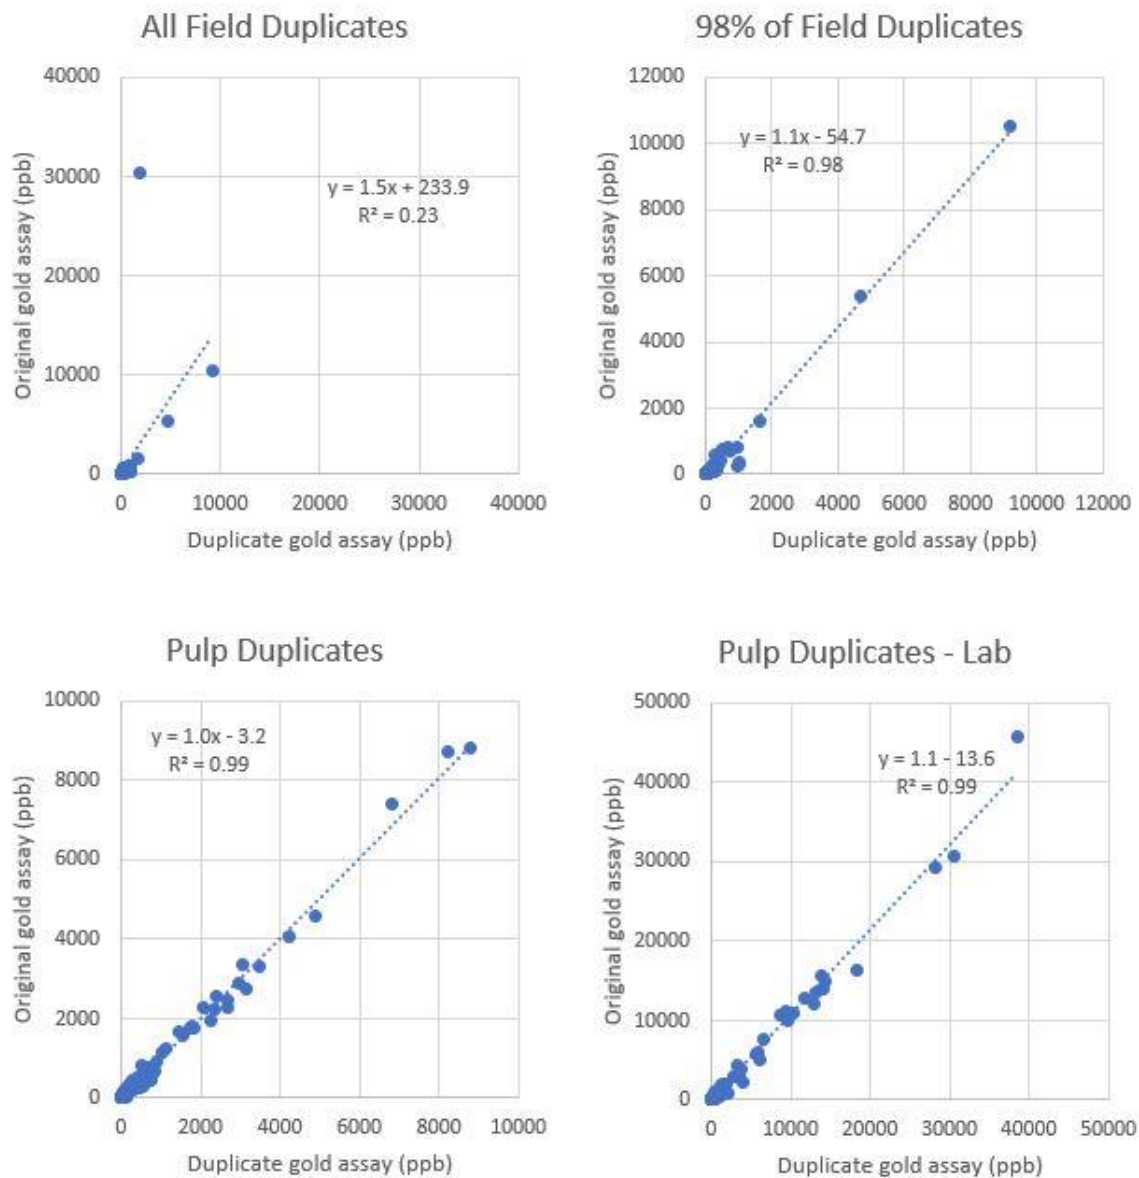 All Field Duplicates
40000
30000
20000
10000
0
Original gold assay (ppb)
y = 1.5x + 233.9
R² = 0.23
0 10000 20000 30000 40000
Duplicate gold assay (ppb)
98% of Field Duplicates
12000
10000
8000
6000
4000
2000
0
Original gold assay (ppb)
y = 1.1x - 54.7
R² = 0.98
0 2000 4000 6000 8000 10000 12000
Duplicate gold assay (ppb)
Pulp Duplicates
10000
8000
6000
4000
2000
0
Original gold assay (ppb)
y = 1.0x - 3.2
R² = 0.99
0 2000 4000 6000 8000 10000
Duplicate gold assay (ppb)
Pulp Duplicates - Lab
50000
40000
30000
20000
10000
0
Original gold assay (ppb)
y = 1.1 - 13.6
R² = 0.99
0 10000 20000 30000 40000 50000
Duplicate gold assay (ppb)